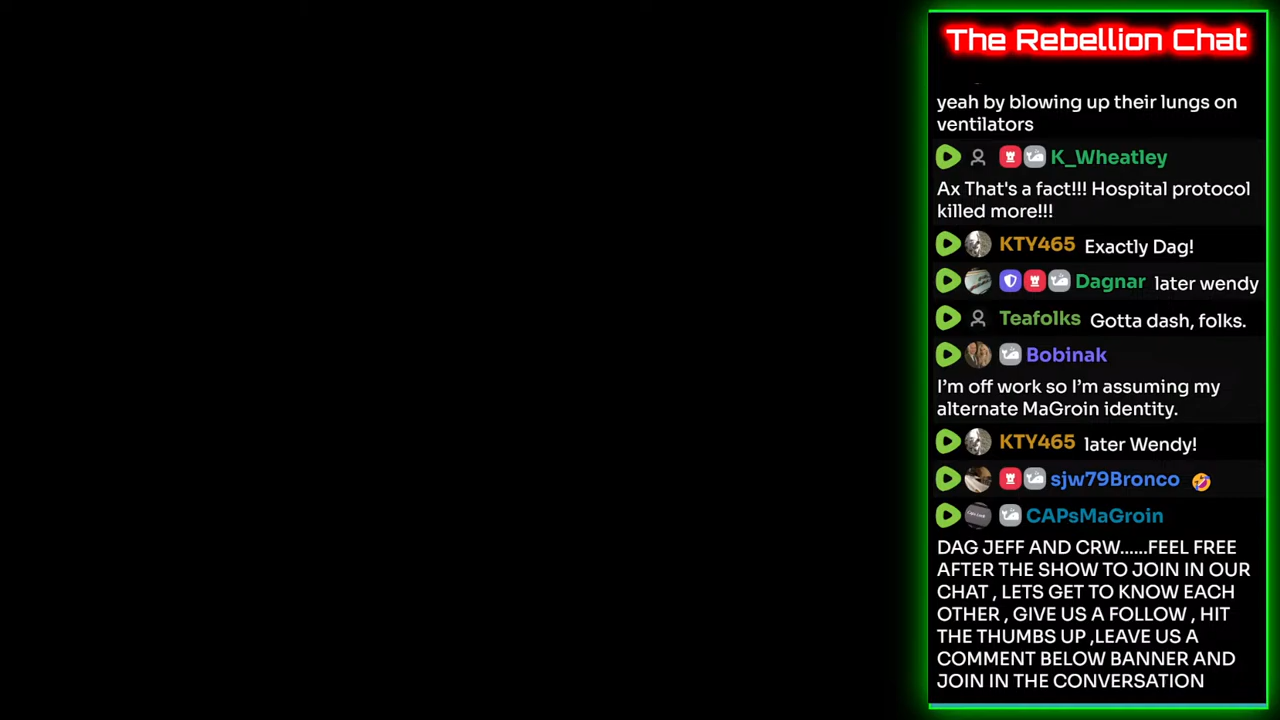 The Rebellion Chat
yeah by blowing up their lungs on
ventilators
K_Wheatley
Ax That's a fact!!! Hospital protocol
killed more!!!
KTY465 Exactly Dag!
Dagnar later wendy
Teafolks Gotta dash, folks.
Bobinak
I’m off work so I’m assuming my
alternate MaGroin identity.
KTY465 later Wendy!
sjw79Bronco 🤣
CAPsMaGroin
DAG JEFF AND CRW......FEEL FREE
AFTER THE SHOW TO JOIN IN OUR
CHAT , LETS GET TO KNOW EACH
OTHER , GIVE US A FOLLOW , HIT
THE THUMBS UP ,LEAVE US A
COMMENT BELOW BANNER AND
JOIN IN THE CONVERSATION